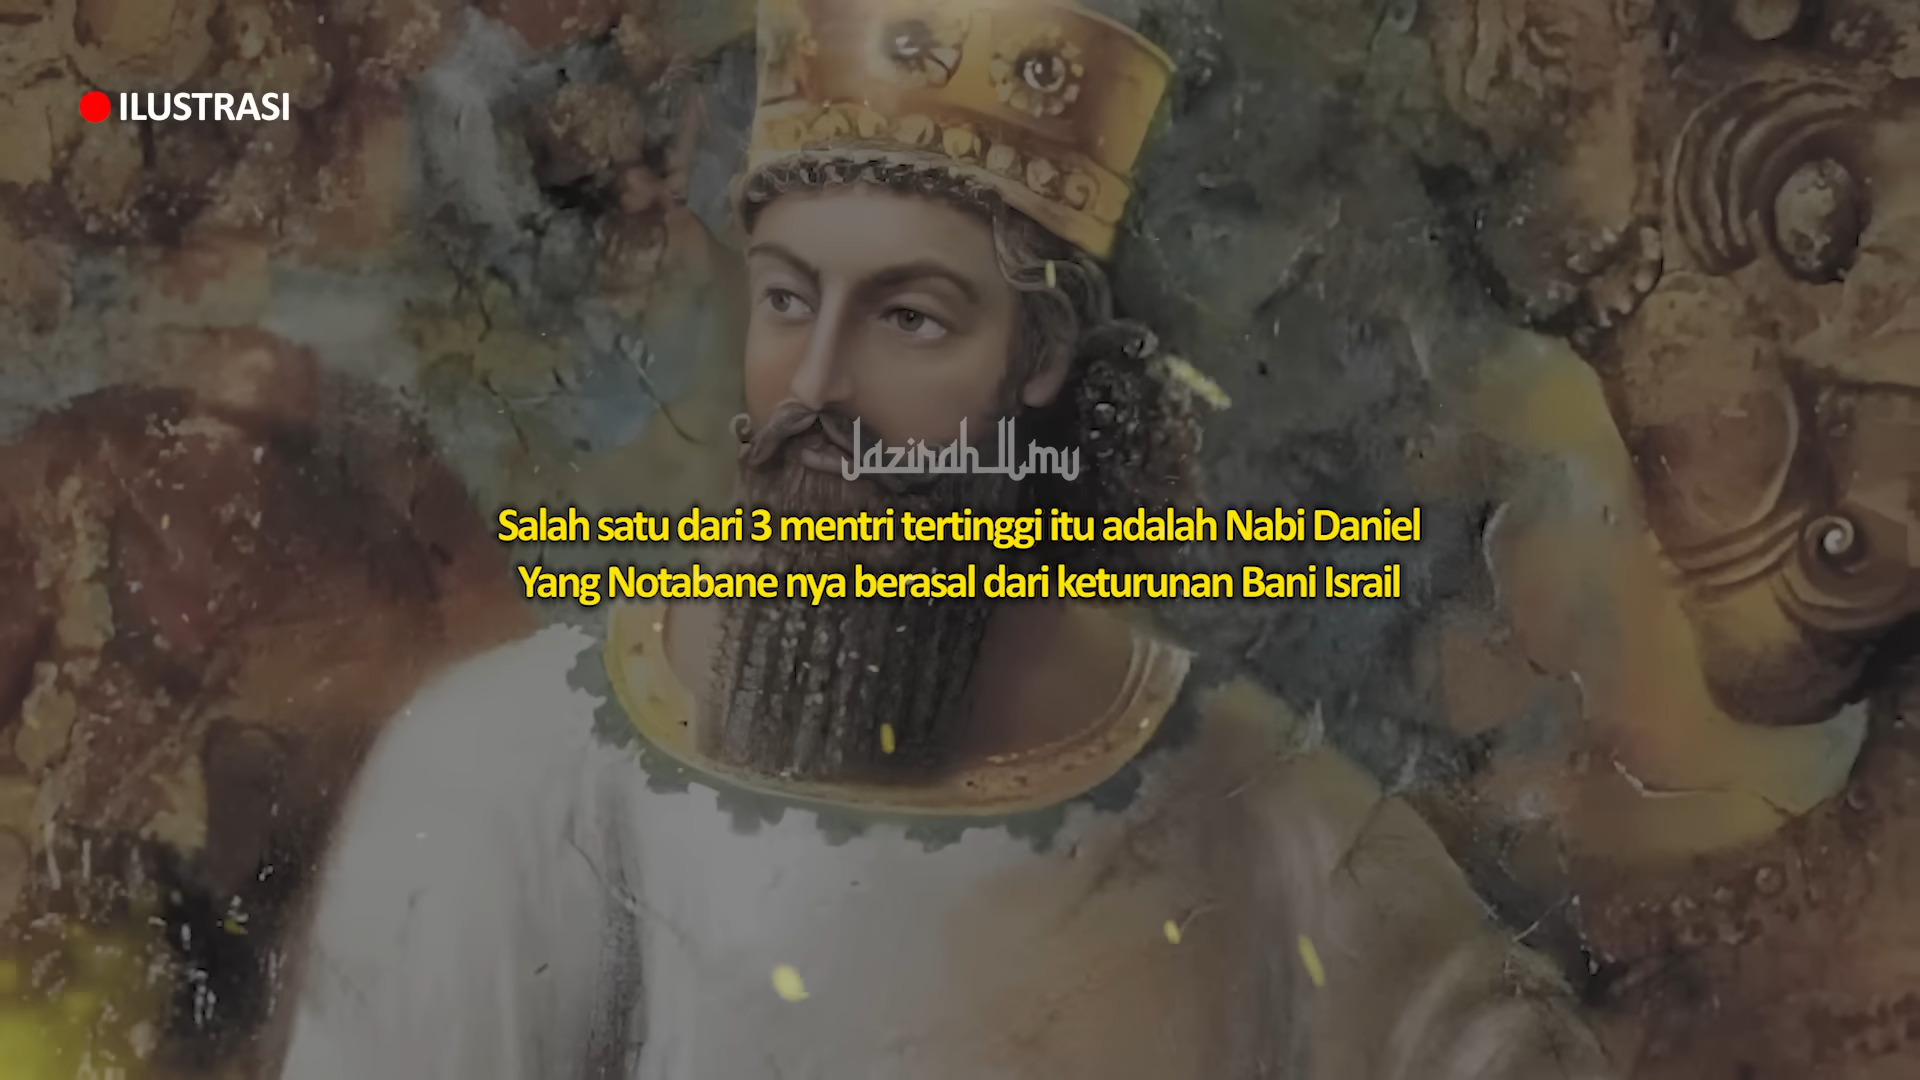 ILUSTRASI
Jazirah Ilmu
Salah satu dari 3 mentri tertinggi itu adalah Nabi Daniel
Yang Notabane nya berasal dari keturunan Bani Israil